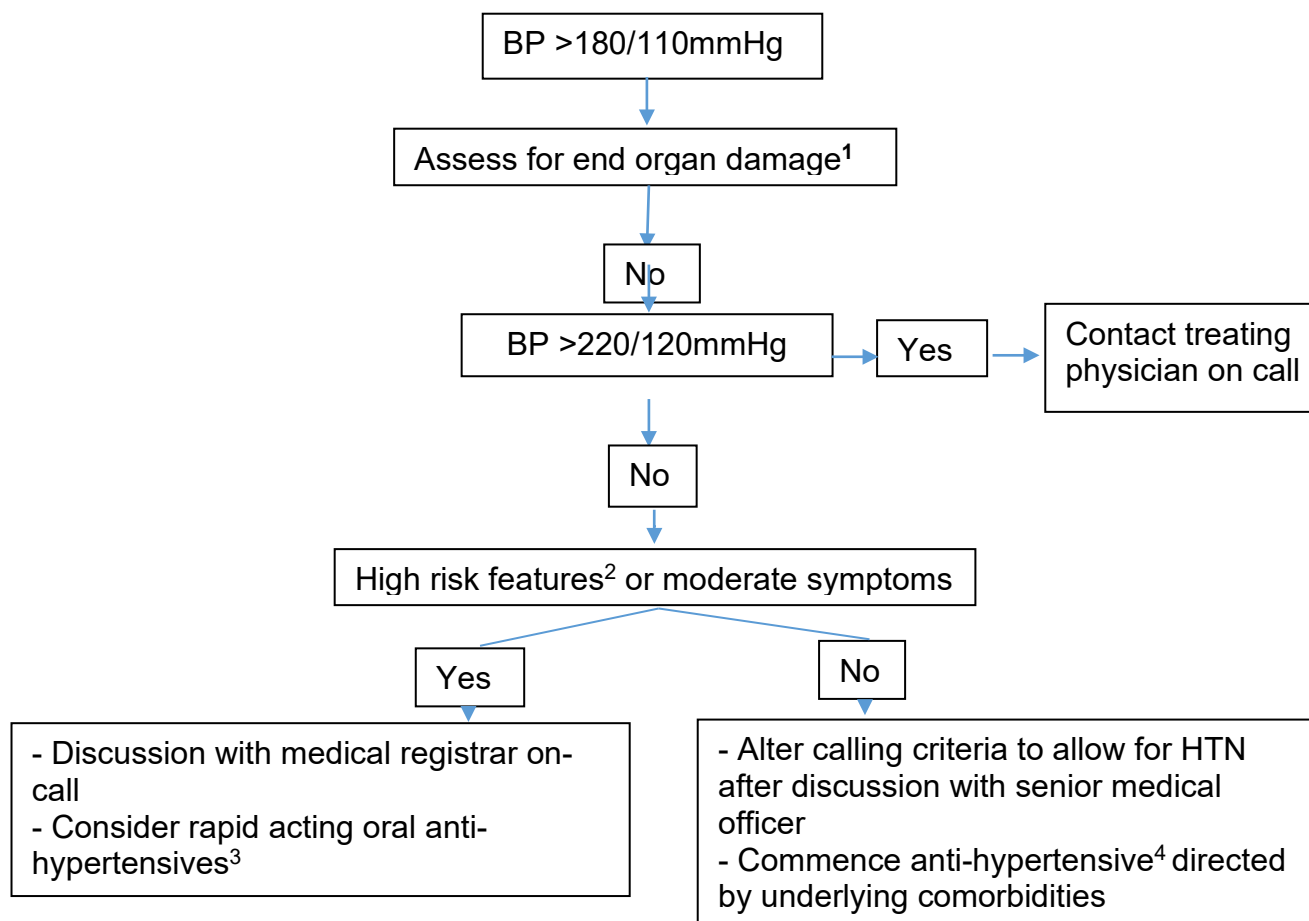 BP >180/110mmHg
Assess for end organ damage¹
No
BP >220/120mmHg
Yes
Contact treating
physician on call
No
High risk features² or moderate symptoms
Yes
No
- Discussion with medical registrar on-
call
- Consider rapid acting oral anti-
hypertensives³
- Alter calling criteria to allow for HTN
after discussion with senior medical
officer
- Commence anti-hypertensive⁴ directed
by underlying comorbidities